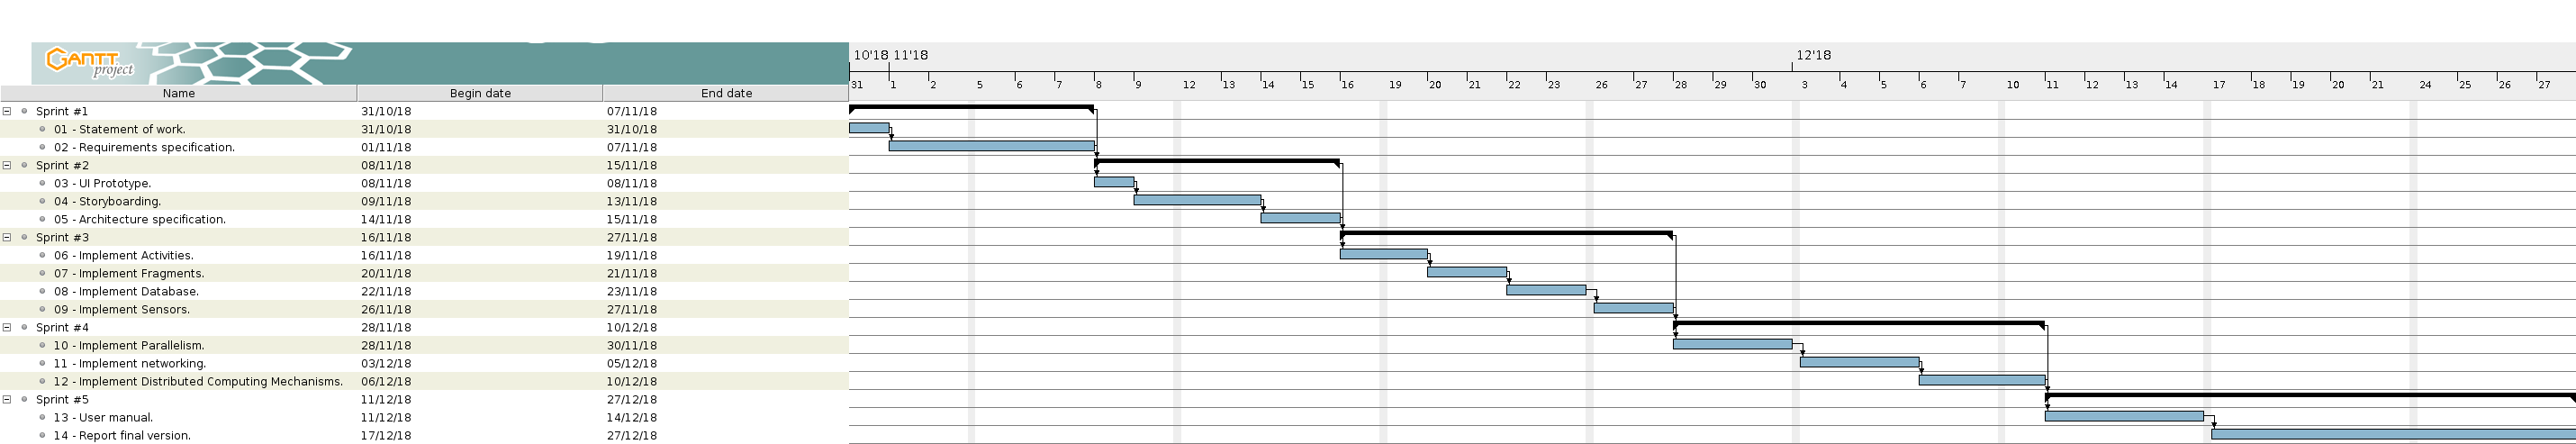 GANTT
project
10'18 11'18 12'18
31 1 2 5 6 7 8 9 12 13 14 15 16 19 20 21 22 23 26 27 28 29 30 3 4 5 6 7 10 11 12 13 14 17 18 19 20 21 24 25 26 27
Name Begin date End date
Sprint #1 31/10/18 07/11/18
01 - Statement of work. 31/10/18 31/10/18
02 - Requirements specification. 01/11/18 07/11/18
Sprint #2 08/11/18 15/11/18
03 - UI Prototype. 08/11/18 08/11/18
04 - Storyboarding. 09/11/18 13/11/18
05 - Architecture specification. 14/11/18 15/11/18
Sprint #3 16/11/18 27/11/18
06 - Implement Activities. 16/11/18 19/11/18
07 - Implement Fragments. 20/11/18 21/11/18
08 - Implement Database. 22/11/18 23/11/18
09 - Implement Sensors. 26/11/18 27/11/18
Sprint #4 28/11/18 10/12/18
10 - Implement Parallelism. 28/11/18 30/11/18
11 - Implement networking. 03/12/18 05/12/18
12 - Implement Distributed Computing Mechanisms. 06/12/18 10/12/18
Sprint #5 11/12/18 27/12/18
13 - User manual. 11/12/18 14/12/18
14 - Report final version. 17/12/18 27/12/18